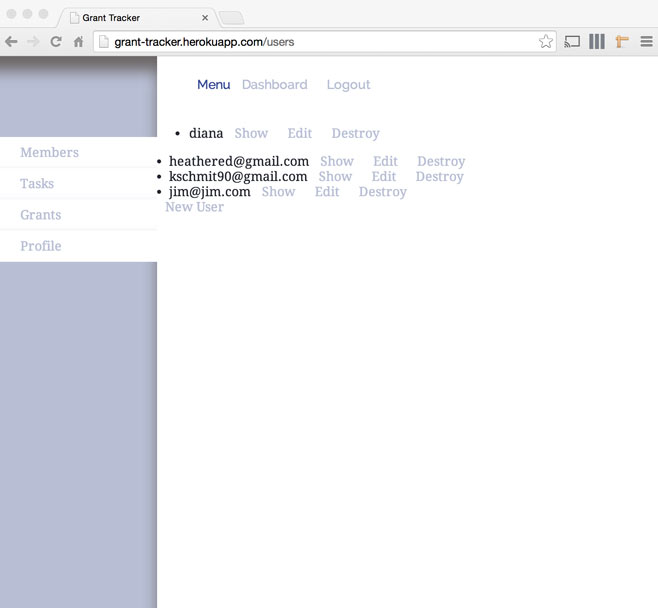 Grant Tracker
grant-tracker.herokuapp.com/users
Menu Dashboard Logout
Members
Tasks
Grants
Profile
• diana Show Edit Destroy
• heathered@gmail.com Show Edit Destroy
• kschmit90@gmail.com Show Edit Destroy
• jim@jim.com Show Edit Destroy
New User